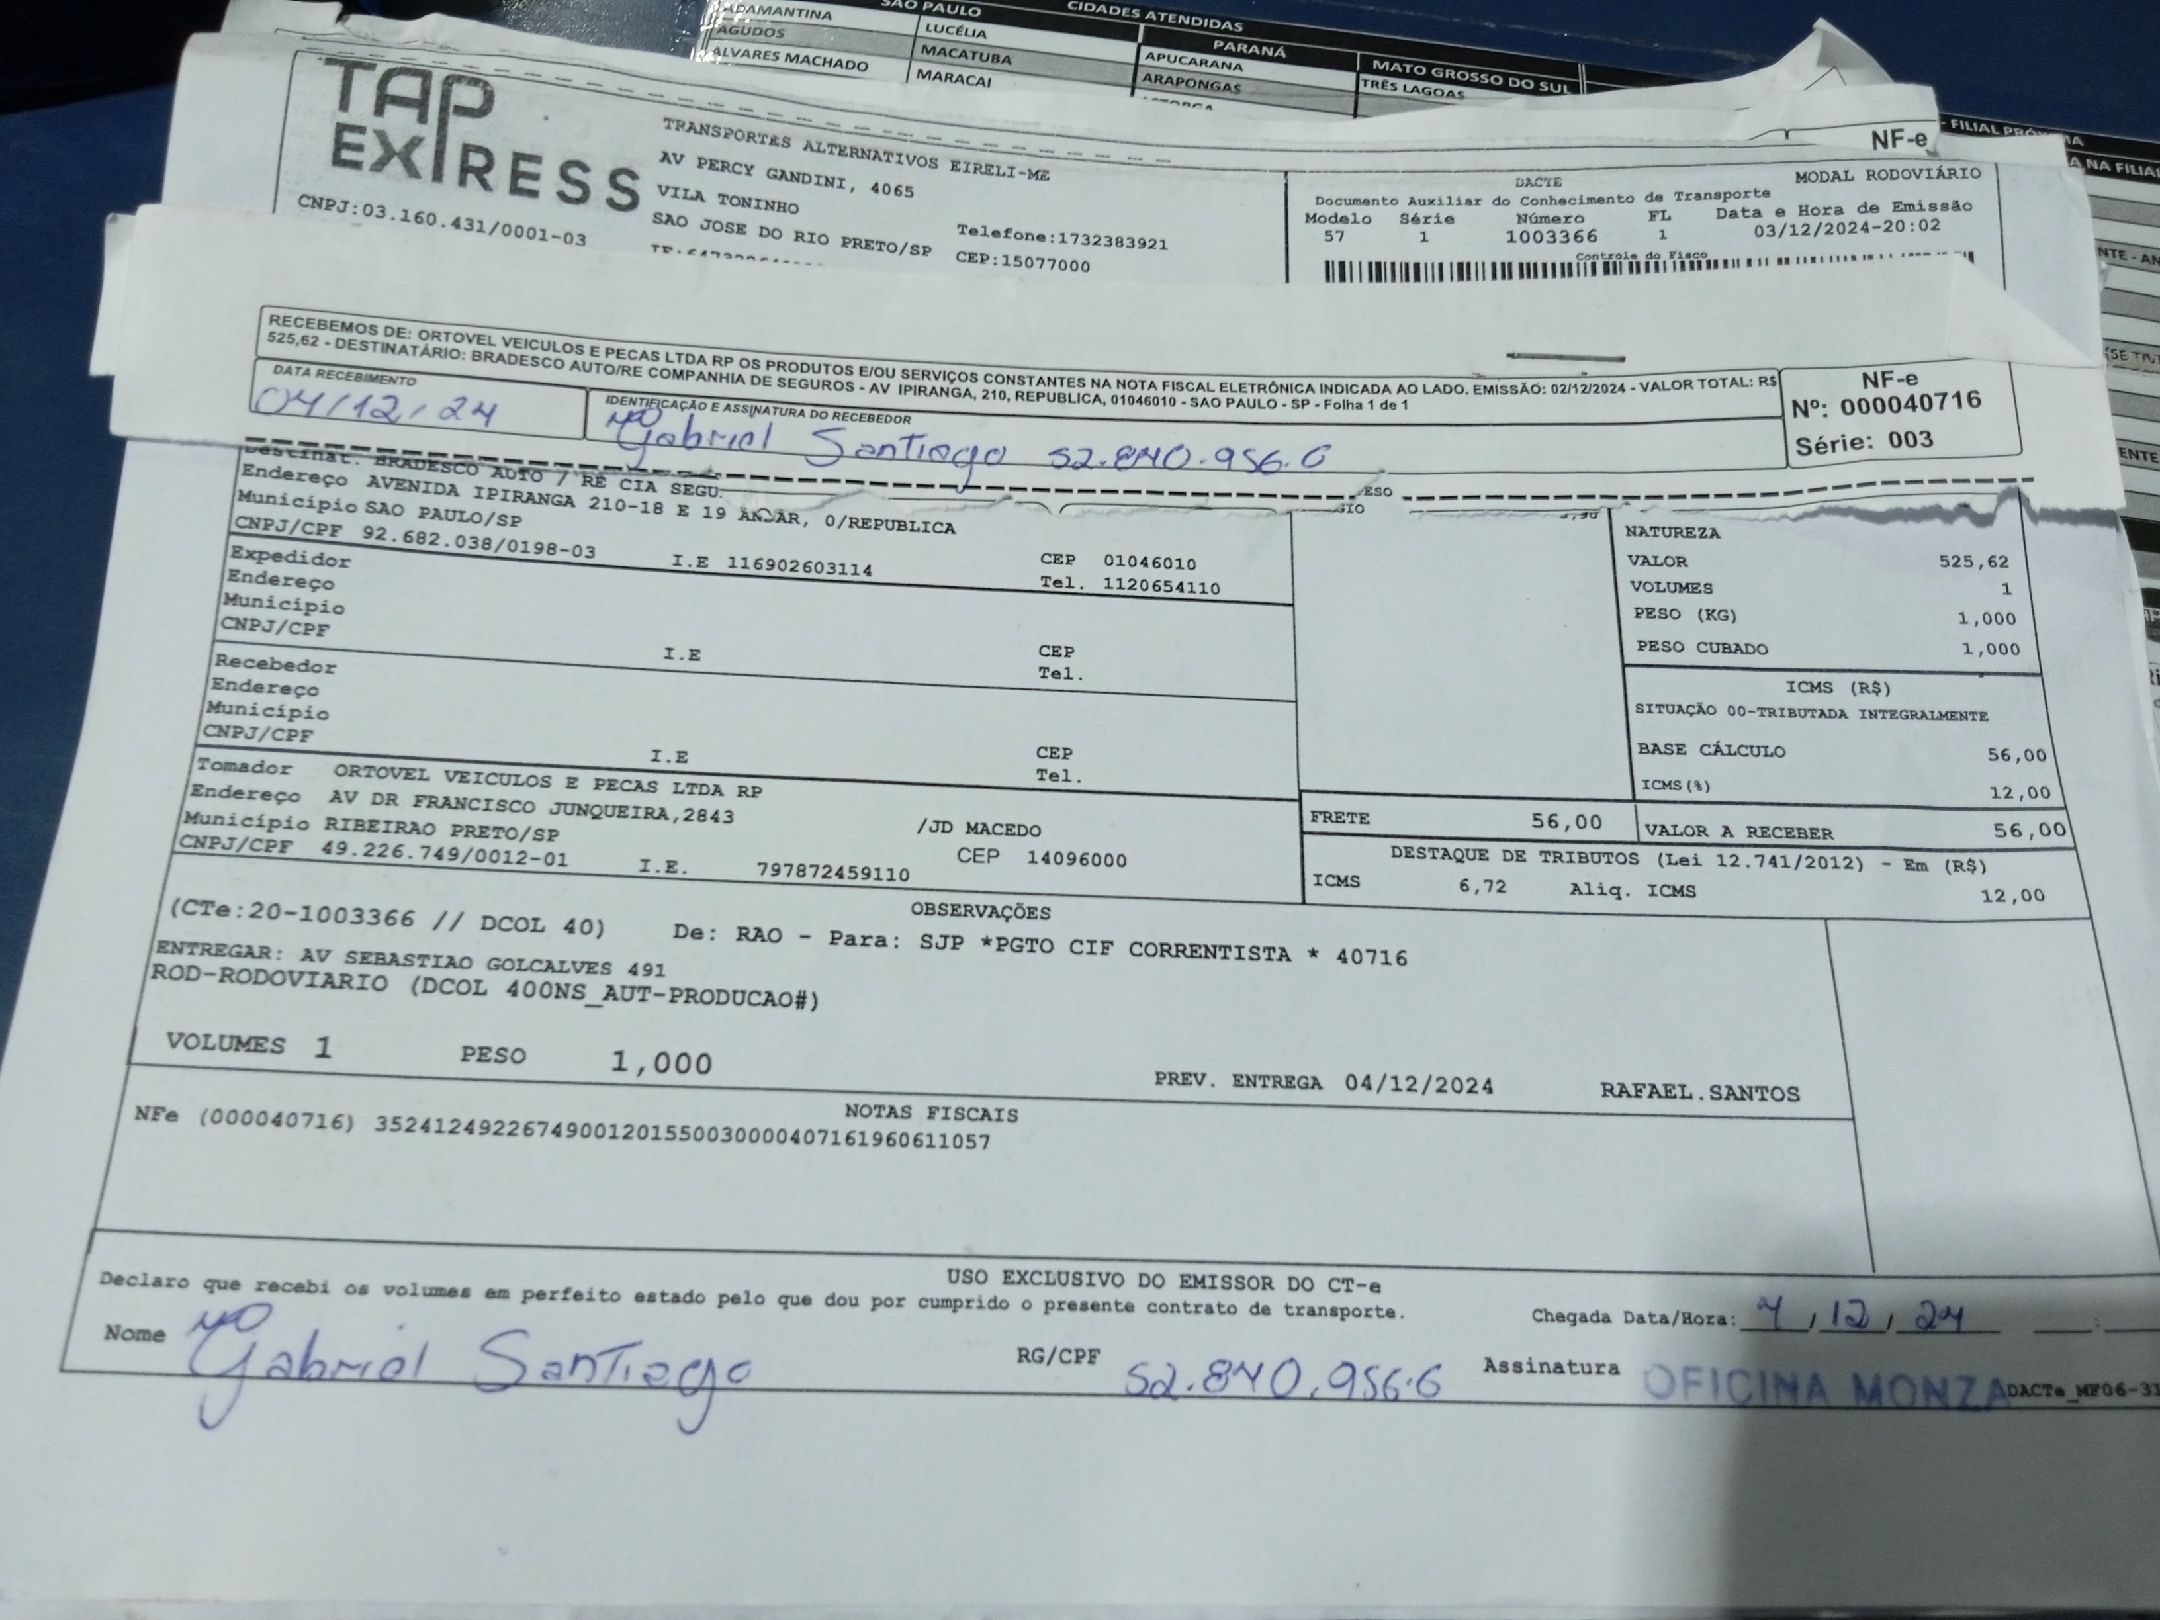 SÃO PAULO
CIDADES ATENDIDAS
ADAMANTINA LUCÉLIA PARANÁ
AGUDOS MACATUBA APUCARANA MATO GROSSO DO SUL
ALVARES MACHADO MARACAI ARAPONGAS TRÊS LAGOAS
NF-e
TAP EXPRESS
CNPJ:03.160.431/0001-03
TRANSPORTES ALTERNATIVOS EIRELI-ME
AV PERCY GANDINI, 4065
VILA TONINHO
SAO JOSE DO RIO PRETO/SP
Telefone:1732383921
CEP:15077000
DACTE MODAL RODOVIÁRIO
Documento Auxiliar do Conhecimento de Transporte
Modelo Série Número FL Data e Hora de Emissão
57 1 1003366 1 03/12/2024-20:02
Controle do Fisco
RECEBEMOS DE: ORTOVEL VEICULOS E PECAS LTDA RP OS PRODUTOS E/OU SERVIÇOS CONSTANTES NA NOTA FISCAL ELETRÔNICA INDICADA AO LADO. EMISSÃO: 02/12/2024 - VALOR TOTAL: R$
525,62 - DESTINATÁRIO: BRADESCO AUTO/RE COMPANHIA DE SEGUROS - AV IPIRANGA, 210, REPUBLICA, 01046010 - SAO PAULO - SP - Folha 1 de 1
DATA RECEBIMENTO
04/12/24
IDENTIFICAÇÃO E ASSINATURA DO RECEBEDOR
Gabriel Santiago 52.840.956.6
NF-e
Nº: 000040716
Série: 003
Destinat. BRADESCO AUTO / RE CIA SEGU
Endereço AVENIDA IPIRANGA 210-18 E 19 ANDAR, 0/REPUBLICA
Município SAO PAULO/SP CEP 01046010
CNPJ/CPF 92.682.038/0198-03 I.E 116902603114 Tel. 1120654110
Expedidor
Endereço
Município CEP
CNPJ/CPF I.E Tel.
Recebedor
Endereço
Município CEP
CNPJ/CPF I.E Tel.
Tomador ORTOVEL VEICULOS E PECAS LTDA RP
Endereço AV DR FRANCISCO JUNQUEIRA,2843 /JD MACEDO
Município RIBEIRAO PRETO/SP CEP 14096000
CNPJ/CPF 49.226.749/0012-01 I.E. 797872459110
NATUREZA
VALOR 525,62
VOLUMES 1
PESO (KG) 1,000
PESO CUBADO 1,000
ICMS (R$)
SITUAÇÃO 00-TRIBUTADA INTEGRALMENTE
BASE CÁLCULO 56,00
ICMS(%) 12,00
FRETE 56,00 VALOR A RECEBER 56,00
DESTAQUE DE TRIBUTOS (Lei 12.741/2012) - Em (R$)
ICMS 6,72 Aliq. ICMS 12,00
OBSERVAÇÕES
(CTe:20-1003366 // DCOL 40) De: RAO - Para: SJP *PGTO CIF CORRENTISTA * 40716
ENTREGAR: AV SEBASTIAO GOLCALVES 491
ROD-RODOVIARIO (DCOL 400NS_AUT-PRODUCAO#)
VOLUMES 1 PESO 1,000 PREV. ENTREGA 04/12/2024 RAFAEL.SANTOS
NOTAS FISCAIS
NFe (000040716) 35241249226749001201550030000407161960611057
USO EXCLUSIVO DO EMISSOR DO CT-e
Declaro que recebi os volumes em perfeito estado pelo que dou por cumprido o presente contrato de transporte.
Chegada Data/Hora: 4/12/24
Nome Gabriel Santiago RG/CPF 52.840.956.6 Assinatura OFICINA MONZA